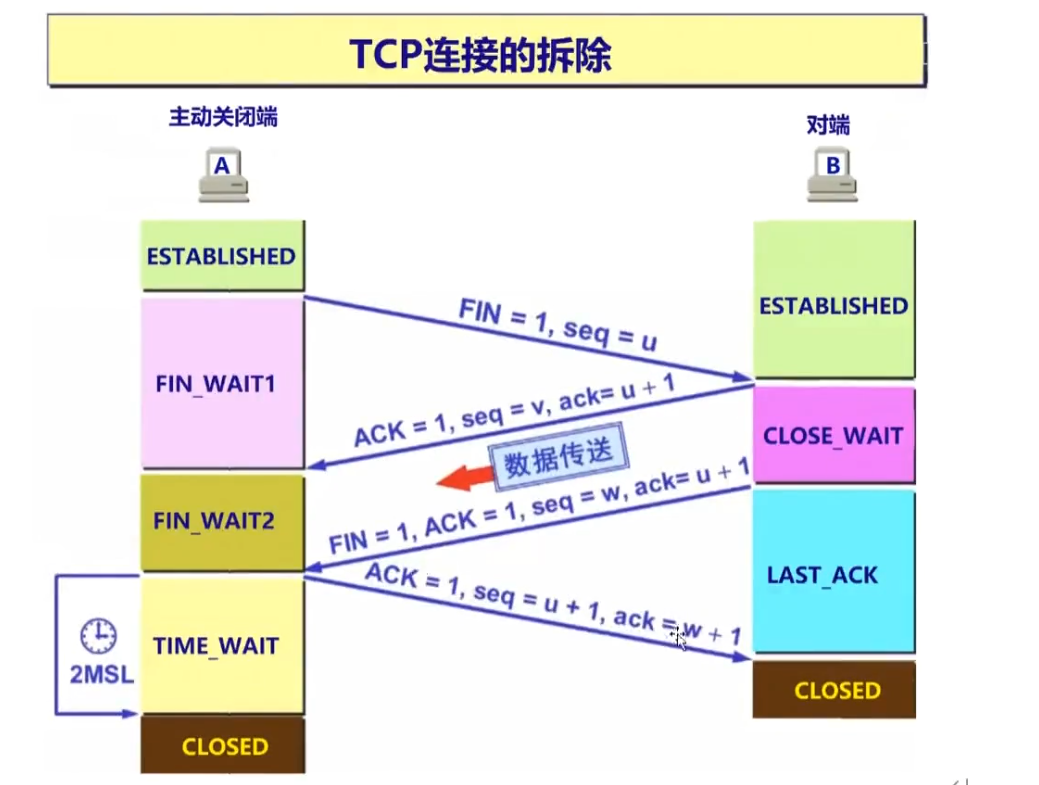 TCP连接的拆除
主动关闭端
对端
A
B
ESTABLISHED
ESTABLISHED
FIN = 1, seq = u
FIN_WAIT1
ACK = 1, seq = v, ack= u + 1
CLOSE_WAIT
数据传送
FIN = 1, ACK = 1, seq = w, ack= u + 1
FIN_WAIT2
ACK = 1, seq = u + 1, ack = w + 1
LAST_ACK
TIME_WAIT
2MSL
CLOSED
CLOSED